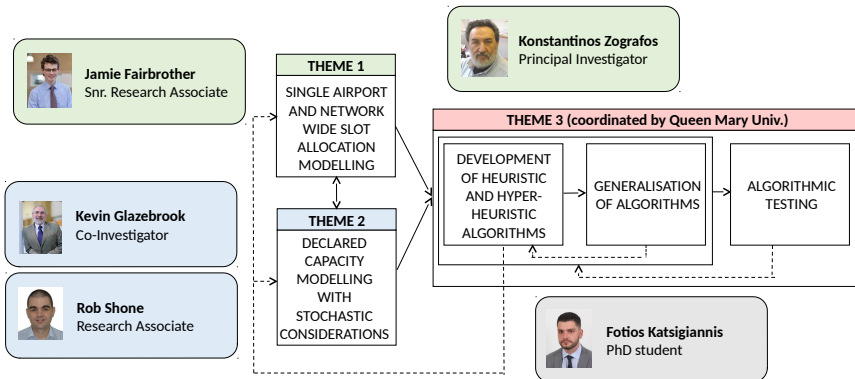 Jamie Fairbrother
Snr. Research Associate
Kevin Glazebrook
Co-Investigator
Rob Shone
Research Associate
THEME 1
SINGLE AIRPORT
AND NETWORK
WIDE SLOT
ALLOCATION
MODELLING
THEME 2
DECLARED
CAPACITY
MODELLING
WITH
STOCHASTIC
CONSIDERATIONS
Konstantinos Zografos
Principal Investigator
THEME 3 (coordinated by Queen Mary Univ.)
DEVELOPMENT
OF HEURISTIC
AND HYPER-
HEURISTIC
ALGORITHMS
GENERALISATION
OF ALGORITHMS
ALGORITHMIC
TESTING
Fotios Katsigiannis
PhD student